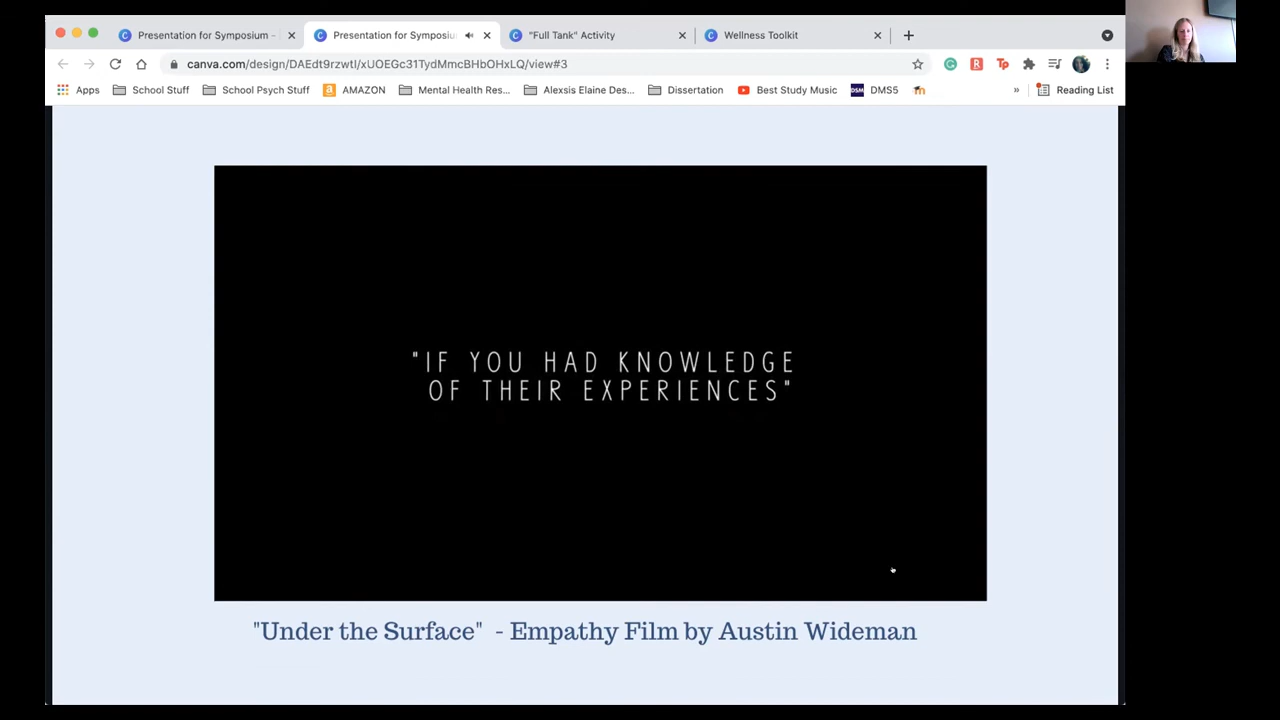 Presentation for Symposium –
Presentation for Symposiu
"Full Tank" Activity
Wellness Toolkit
canva.com/design/DAEdt9rzwtI/xUOEGc31TydMmcBHbOHxLQ/view#3
Apps
School Stuff
School Psych Stuff
AMAZON
Mental Health Res...
Alexsis Elaine Des...
Dissertation
Best Study Music
DSM
DMS5
»
Reading List
"IF YOU HAD KNOWLEDGE
OF THEIR EXPERIENCES"
"Under the Surface" - Empathy Film by Austin Wideman